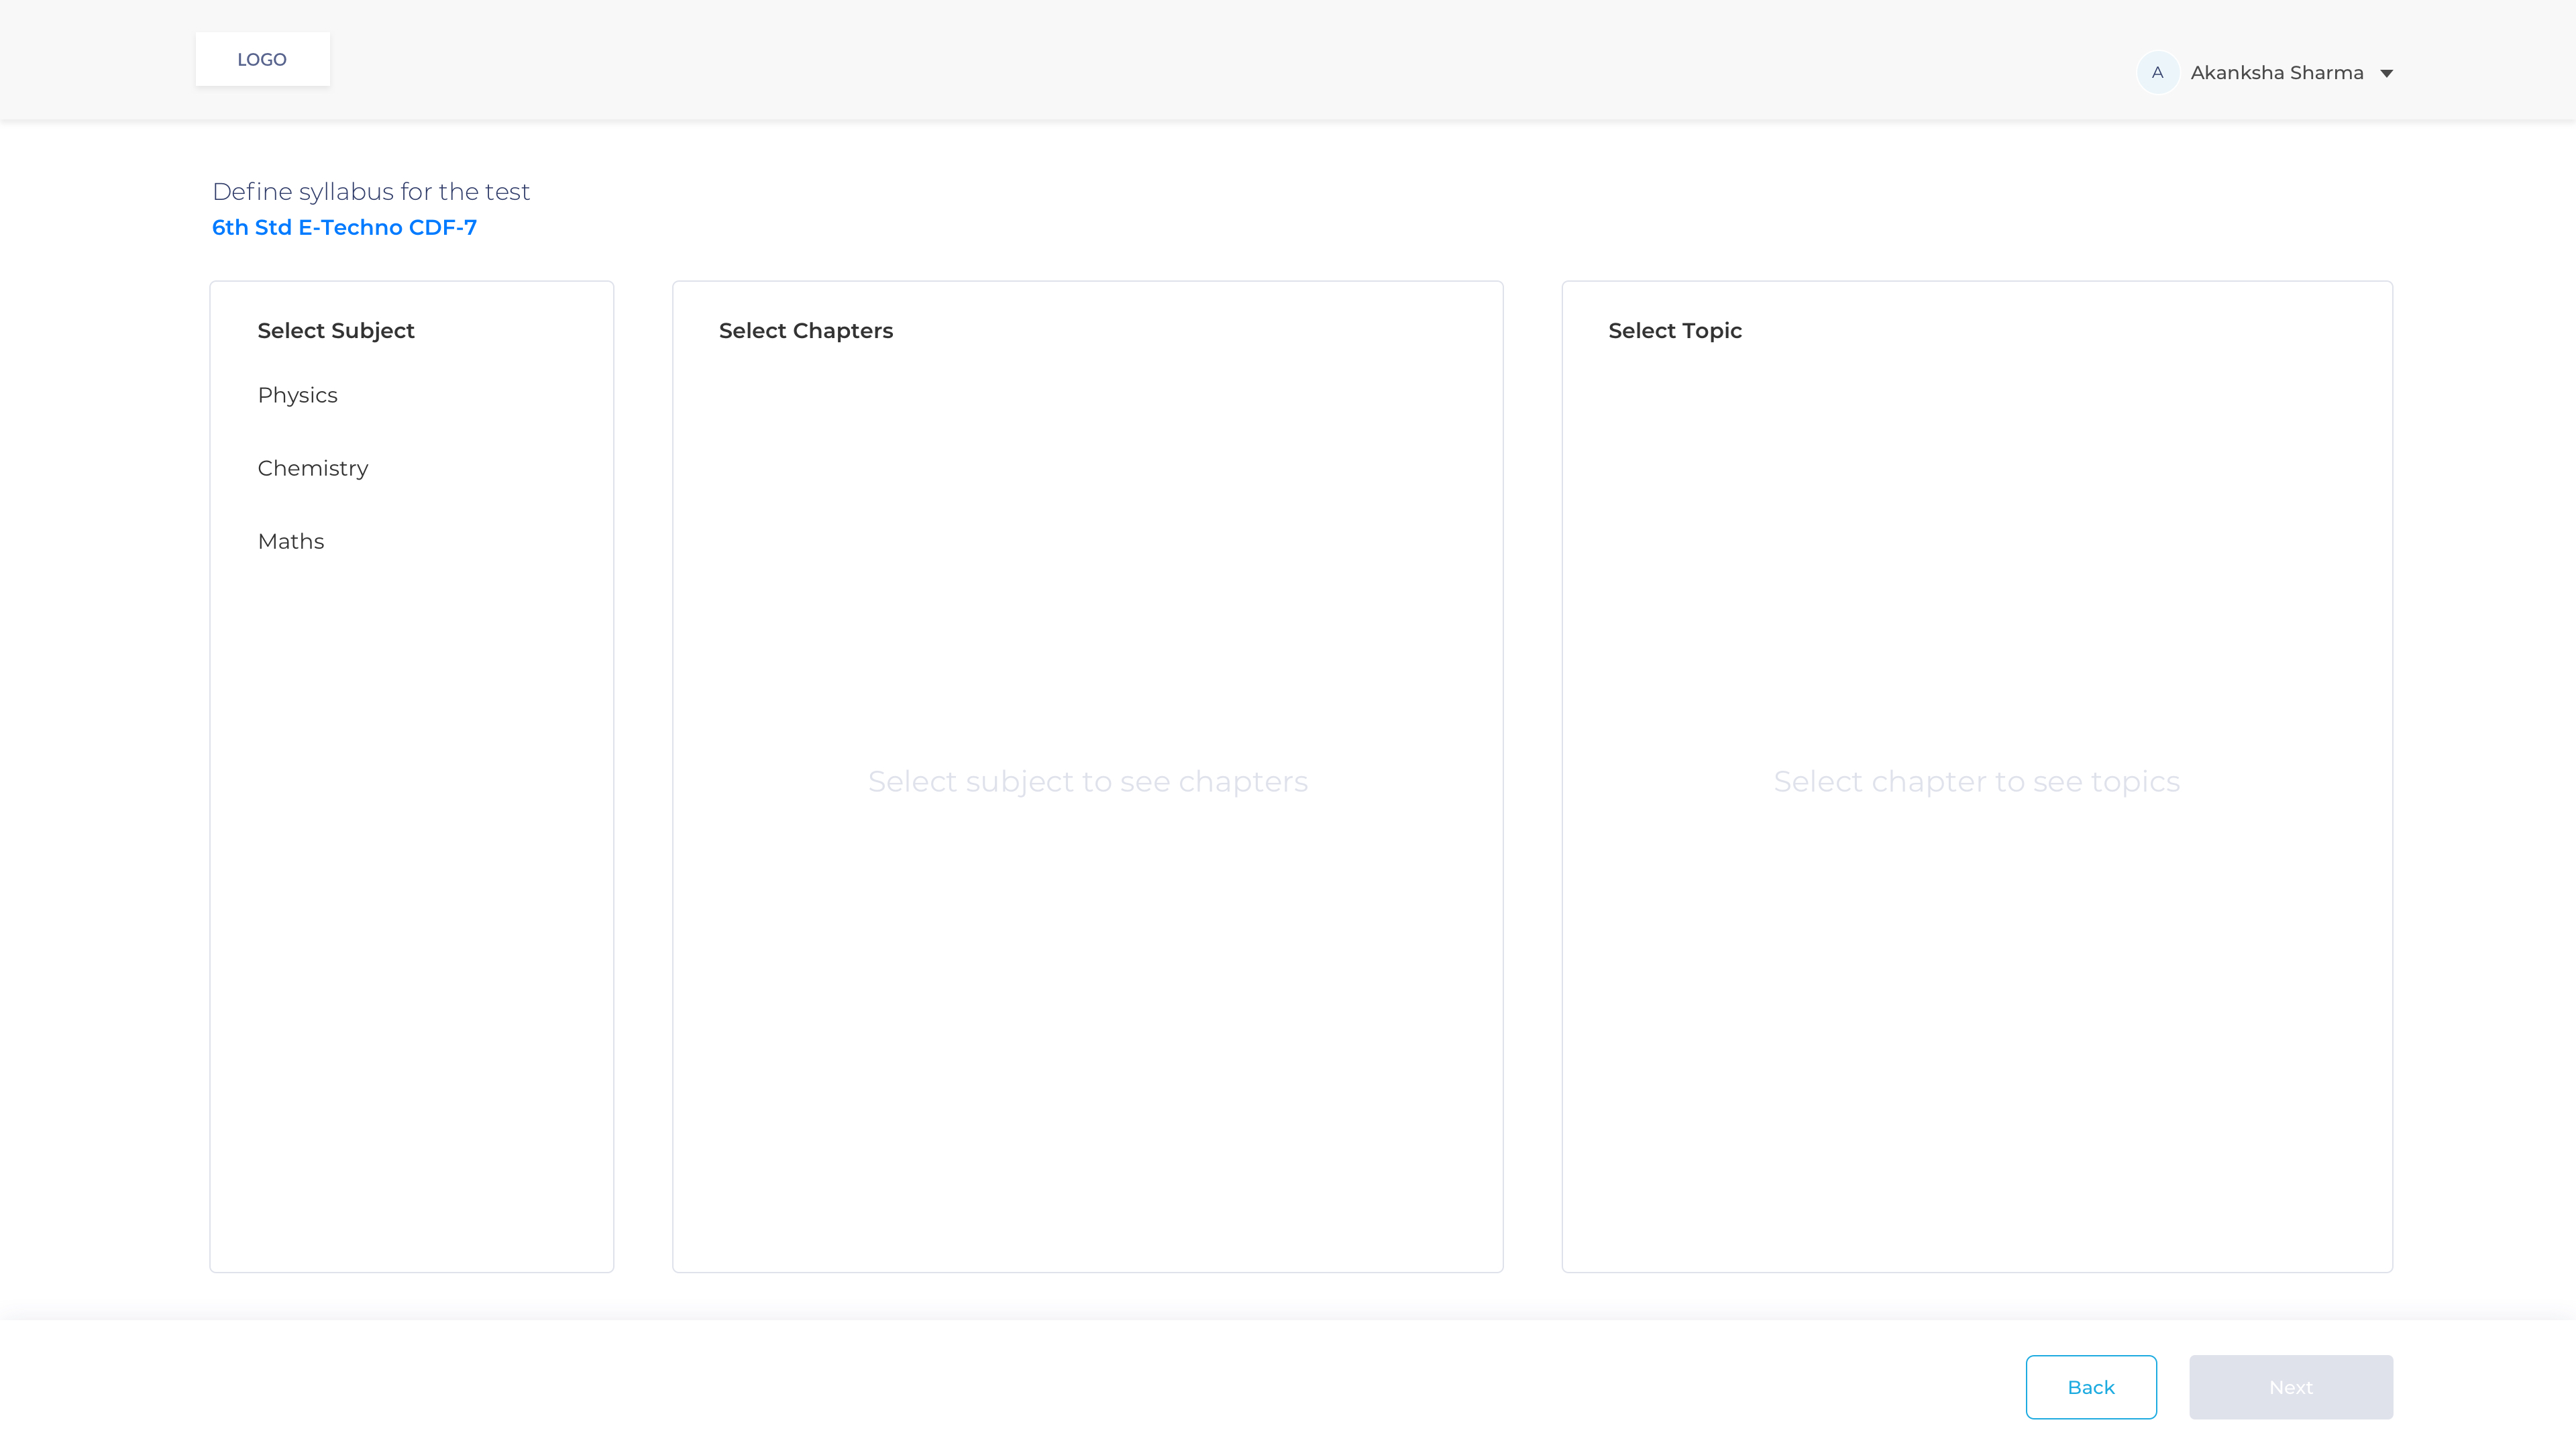 LOGO
A
Akanksha Sharma
Define syllabus for the test
6th Std E-Techno CDF-7
Select Subject
Physics
Chemistry
Maths
Select Chapters
Select subject to see chapters
Select Topic
Select chapter to see topics
Back
Next